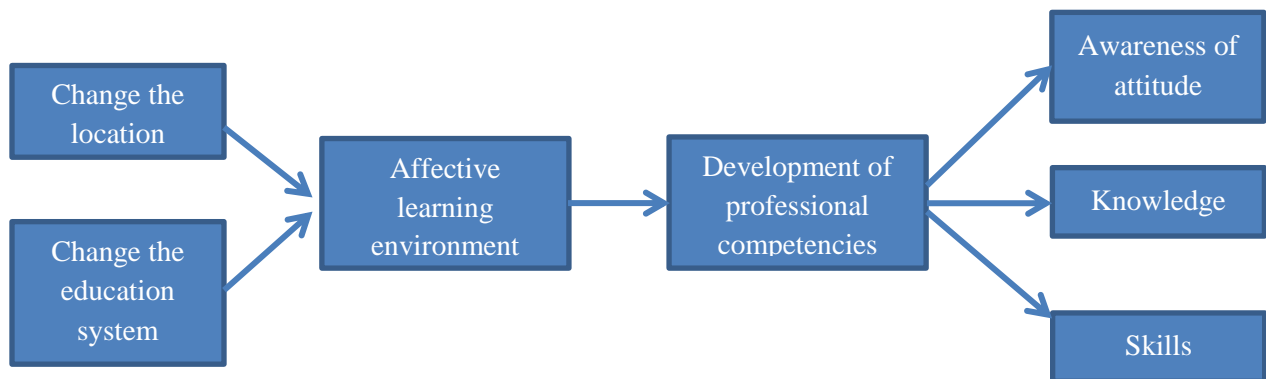 Change the
location
Change the
education
system
Affective
learning
environment
Development of
professional
competencies
Awareness of
attitude
Knowledge
Skills